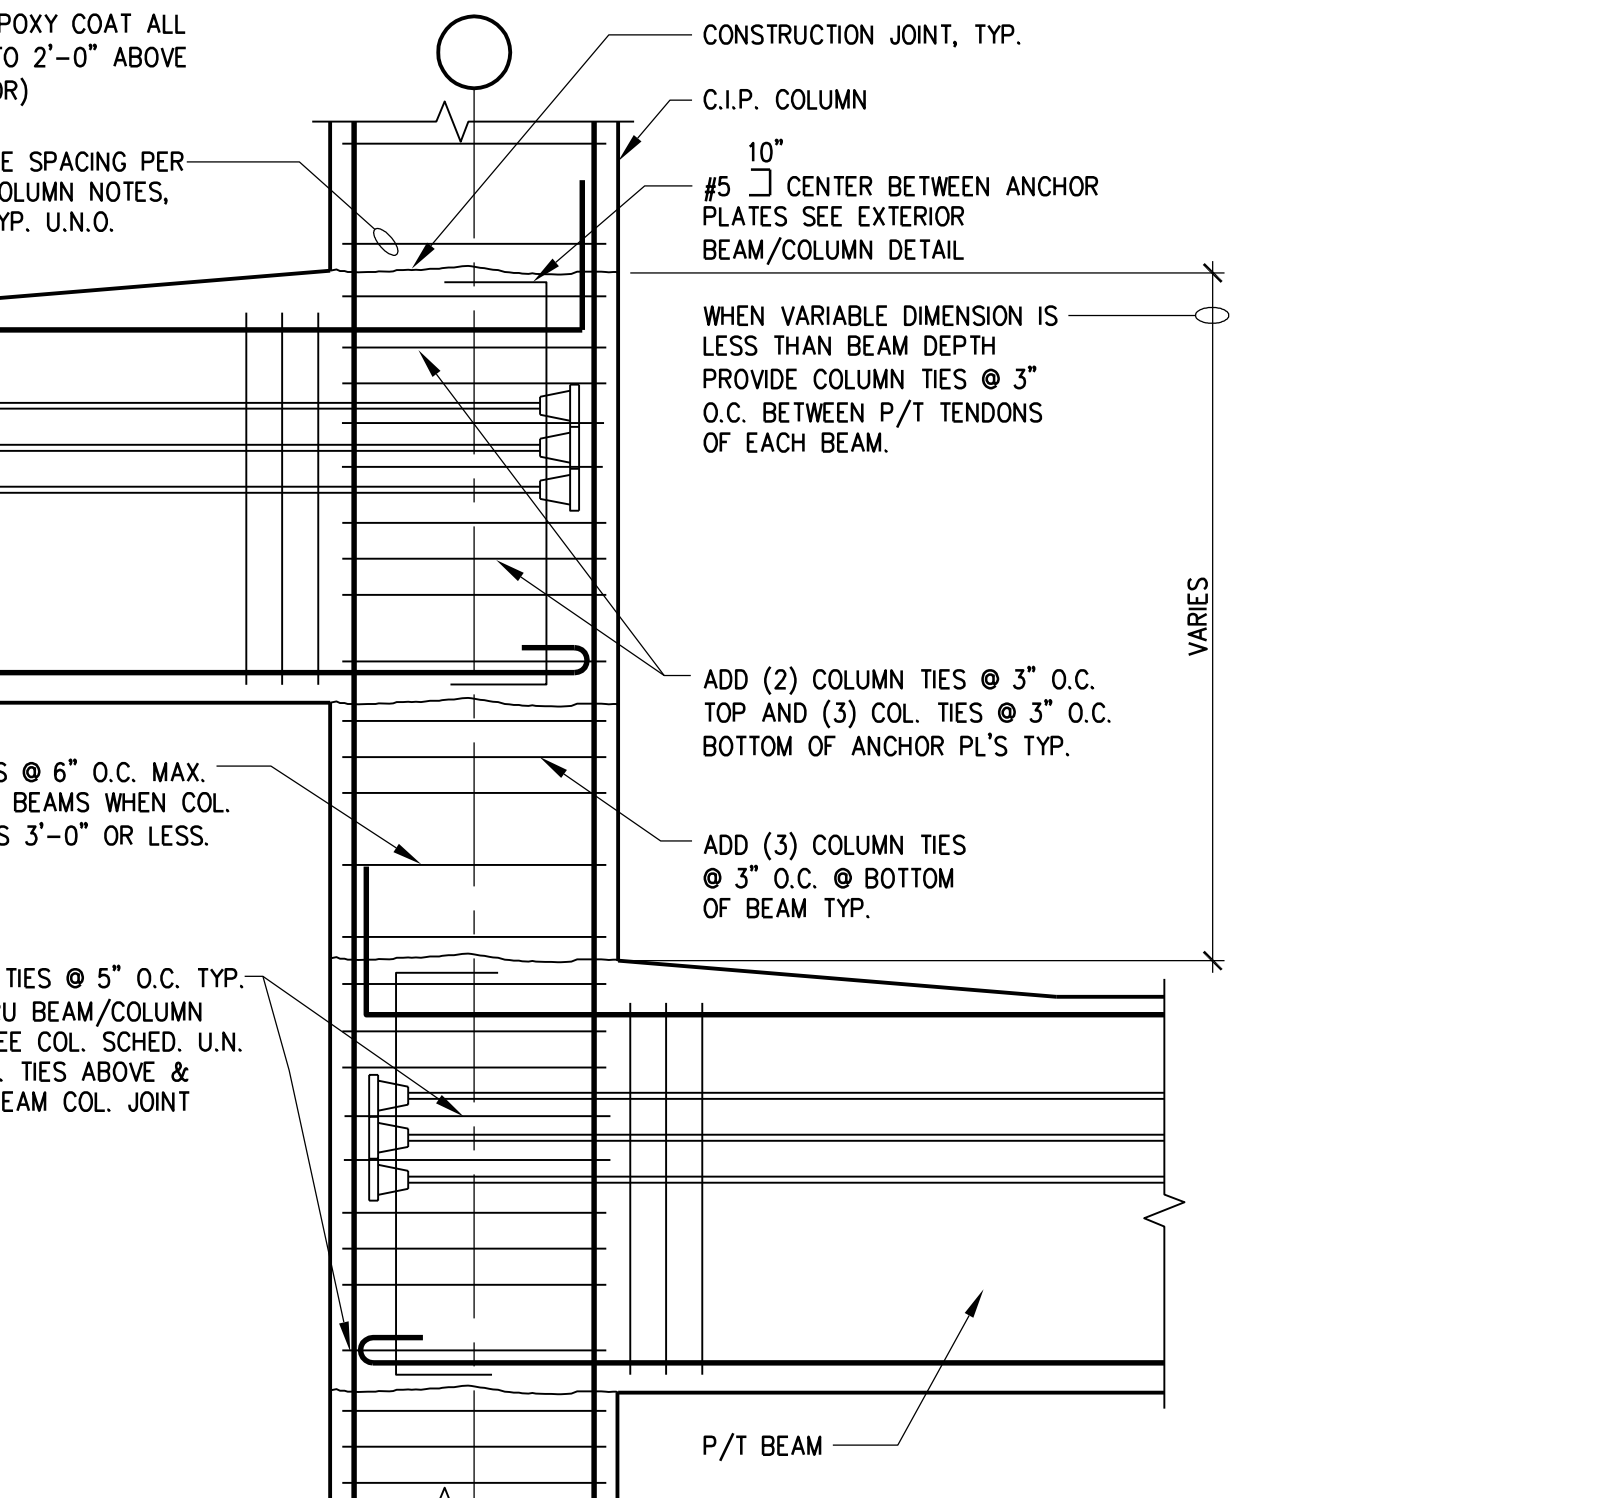 POXY COAT ALL
TO 2'-0" ABOVE
OR)
E SPACING PER
OLUMN NOTES,
YP. U.N.O.
S @ 6" O.C. MAX.
BEAMS WHEN COL.
S 3'-0" OR LESS.
TIES @ 5" O.C. TYP.
RU BEAM/COLUMN
EE COL. SCHED. U.N.
. TIES ABOVE &
EAM COL. JOINT
CONSTRUCTION JOINT, TYP.
C.I.P. COLUMN
10"
#5 CENTER BETWEEN ANCHOR
PLATES SEE EXTERIOR
BEAM/COLUMN DETAIL
WHEN VARIABLE DIMENSION IS
LESS THAN BEAM DEPTH
PROVIDE COLUMN TIES @ 3"
O.C. BETWEEN P/T TENDONS
OF EACH BEAM.
VARIES
ADD (2) COLUMN TIES @ 3" O.C.
TOP AND (3) COL. TIES @ 3" O.C.
BOTTOM OF ANCHOR PL'S TYP.
ADD (3) COLUMN TIES
@ 3" O.C. @ BOTTOM
OF BEAM TYP.
P/T BEAM